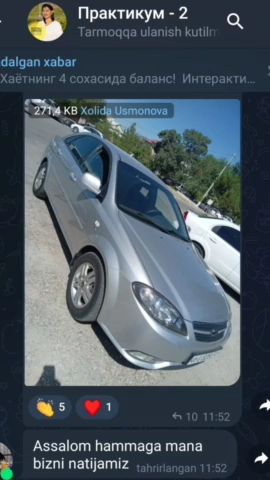 Практикум - 2
Tarmoqqa ulanish kutilm
dalgan xabar
Хаётнинг 4 сохасида баланс! Интеракти...
271,4 KB Xolida Usmonova
5
1
10 11:52
Assalom hammaga mana
bizni natijamiz tahrirlangan 11:52